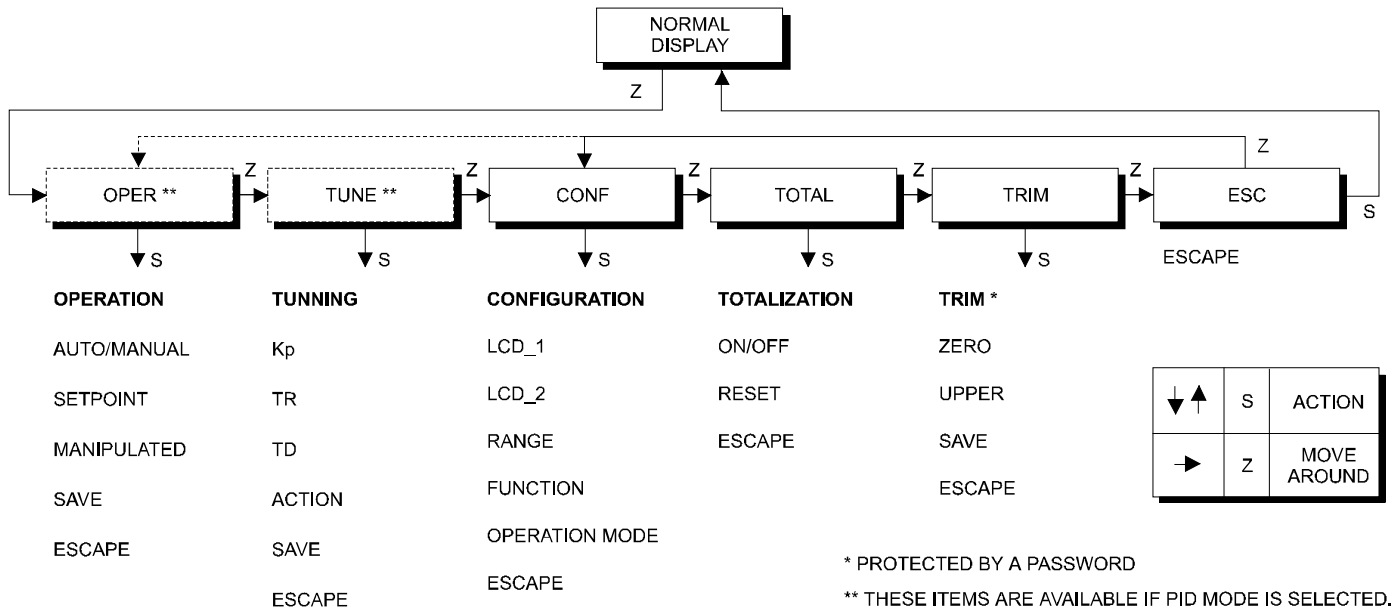 NORMAL
DISPLAY
Z
Z
OPER **
Z
TUNE **
Z
CONF
Z
TOTAL
Z
TRIM
Z
ESC
S
S
S
S
S
S
ESCAPE
OPERATION
AUTO/MANUAL
SETPOINT
MANIPULATED
SAVE
ESCAPE
TUNNING
Kp
TR
TD
ACTION
SAVE
ESCAPE
CONFIGURATION
LCD_1
LCD_2
RANGE
FUNCTION
OPERATION MODE
ESCAPE
TOTALIZATION
ON/OFF
RESET
ESCAPE
TRIM *
ZERO
UPPER
SAVE
ESCAPE
S ACTION
Z MOVE
AROUND
* PROTECTED BY A PASSWORD
** THESE ITEMS ARE AVAILABLE IF PID MODE IS SELECTED.